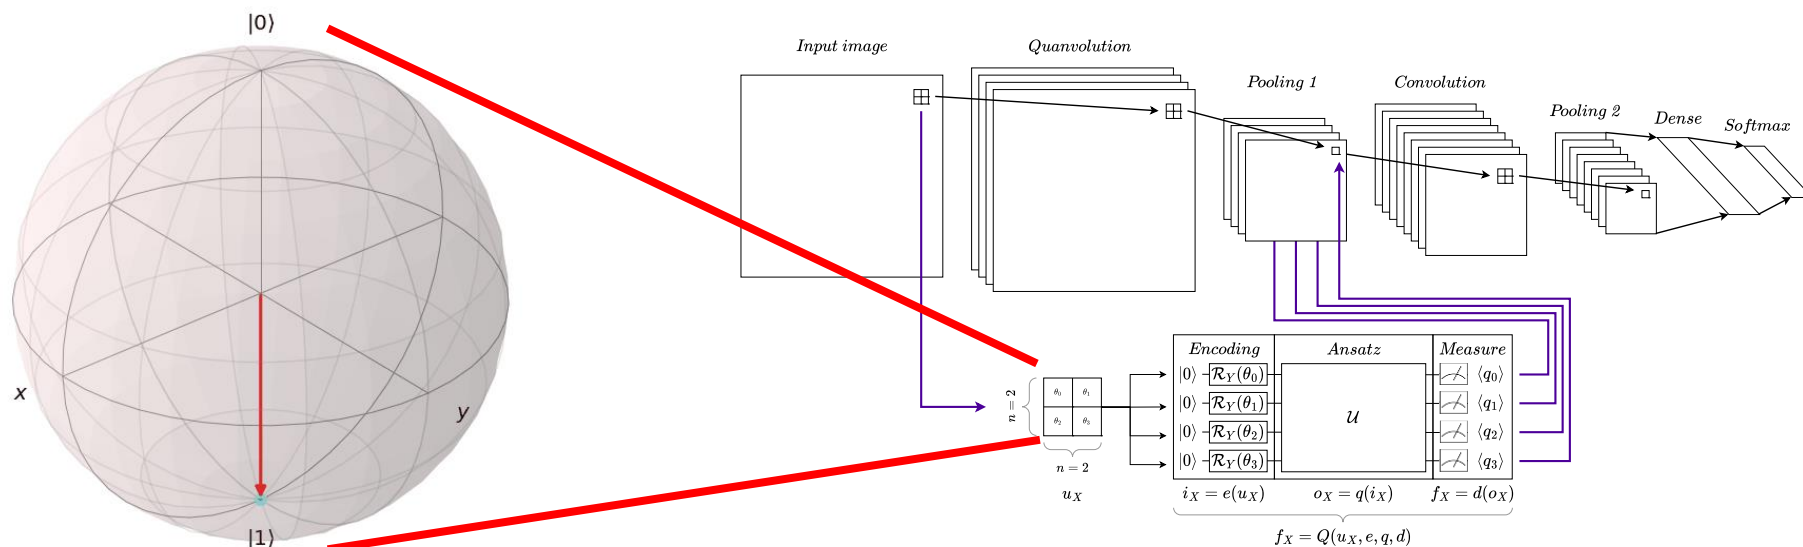 |0⟩
x
y
|1⟩
Input image
Quanvolution
Pooling 1
Convolution
Pooling 2
Dense
Softmax
n = 2
θ₀ θ₁
θ₂ θ₃
n = 2
u_X
Encoding
Ansatz
Measure
|0⟩ R_Y(θ₀) ⟨q₀⟩
|0⟩ R_Y(θ₁) ⟨q₁⟩
U
|0⟩ R_Y(θ₂) ⟨q₂⟩
|0⟩ R_Y(θ₃) ⟨q₃⟩
i_X = e(u_X)
o_X = q(i_X)
f_X = d(o_X)
f_X = Q(u_X, e, q, d)